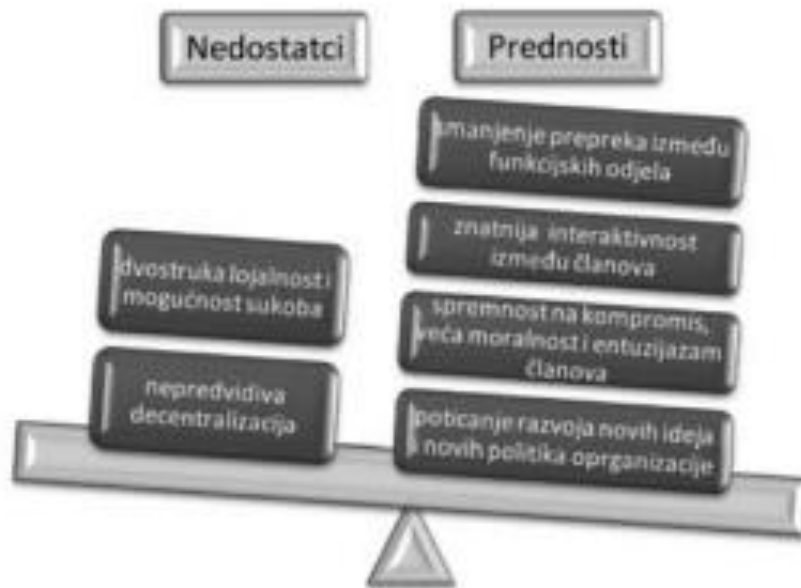 Nedostatci
Prednosti
dvostruka lojalnost i
mogućnost sukoba
nepredvidiva
decentralizacija
smanjenje prepreka između
funkcijskih odjela
znatnija interaktivnost
između članova
spremnost na kompromis,
veća moralnost i entuzijazam
članova
poticanje razvoja novih ideja
novih politika oprganizacije